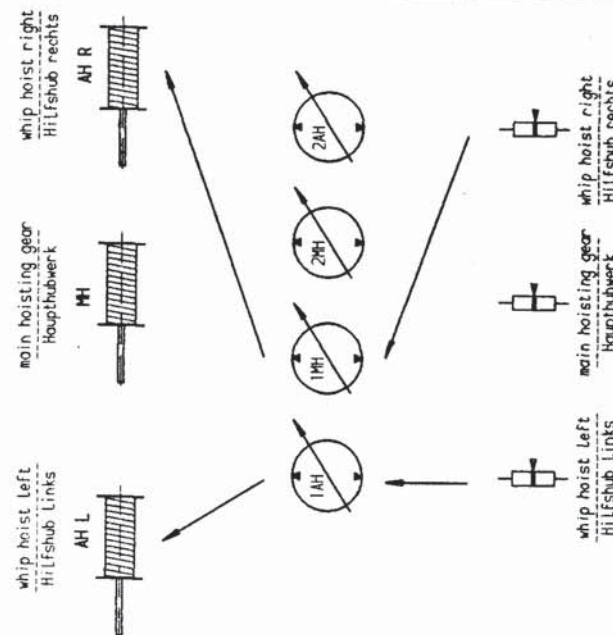 whip hoist left
Hilfshub links
AH L
main hoisting gear
Haupthubwerk
MH
whip hoist right
Hilfshub rechts
AH R
1AH
1MH
2MH
2AH
whip hoist left
Hilfshub links
main hoisting gear
Haupthubwerk
whip hoist right
Hilfshub rechts